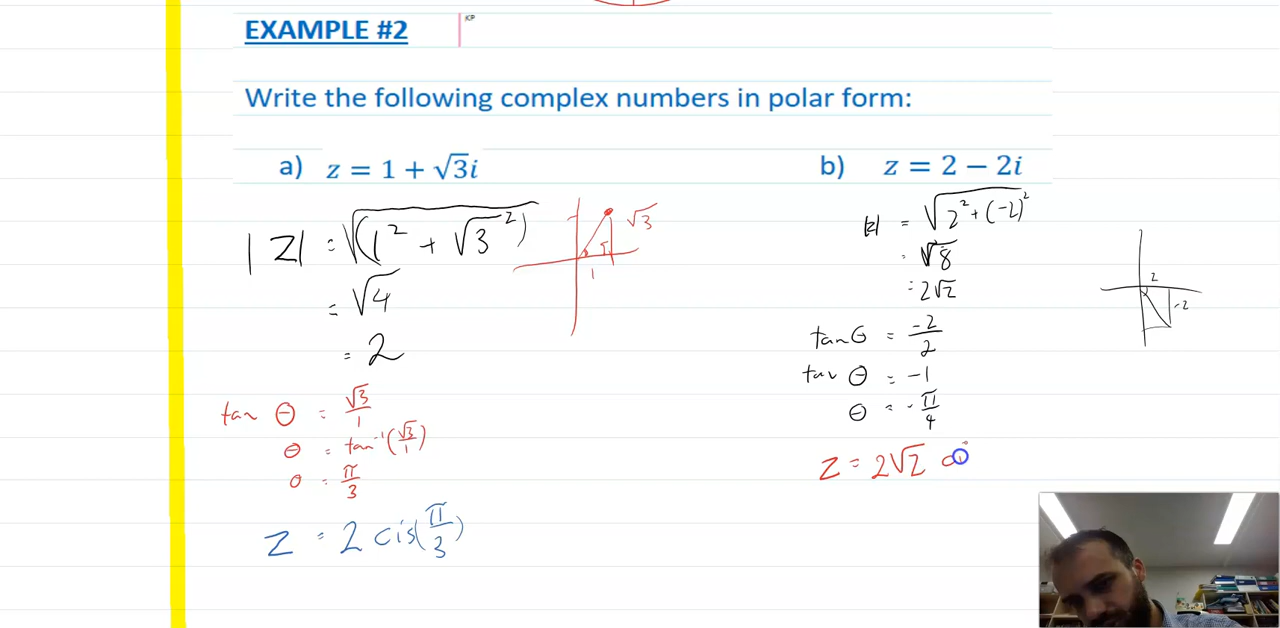 EXAMPLE #2
KP
Write the following complex numbers in polar form:
a) z = 1 + √3i
|Z| = √(1² + √3²)
= √4
= 2
√3
1
tan θ = √3/1
θ = tan⁻¹(√3/1)
θ = π/3
Z = 2 cis(π/3)
b) z = 2 − 2i
|z| = √2² + (-2)²
= √8
= 2√2
2
-2
tan θ = -2/2
tan θ = -1
θ = -π/4
Z = 2√2 ci